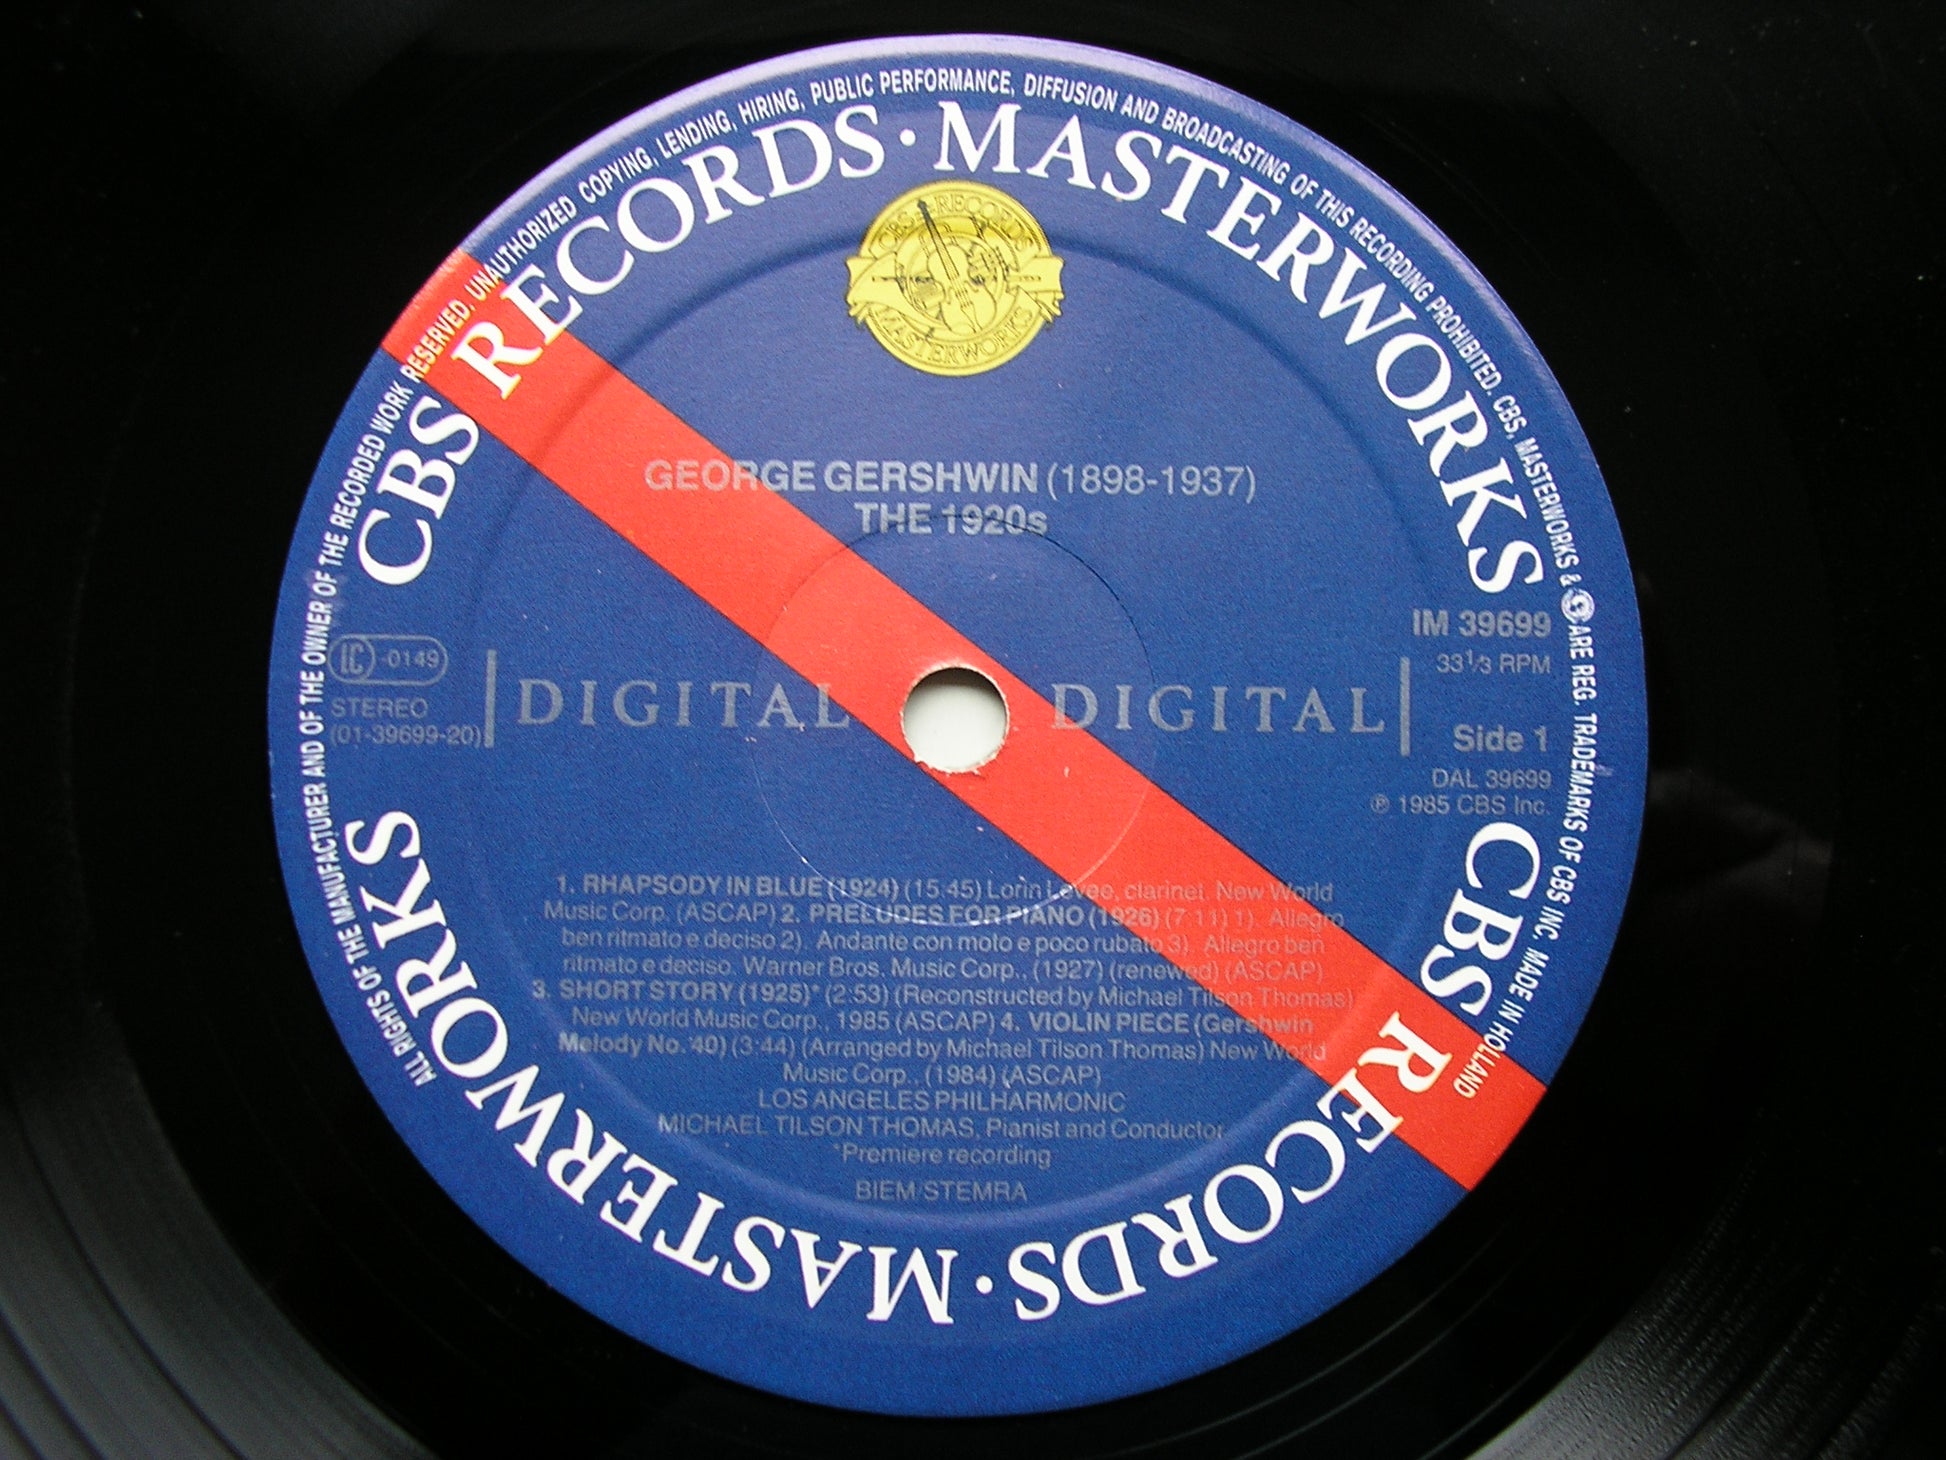 ALL RIGHTS OF THE MANUFACTURER AND OF THE OWNER OF THE RECORDED WORK RESERVED. UNAUTHORIZED COPYING, LENDING, HIRING, PUBLIC PERFORMANCE, DIFFUSION AND BROADCASTING OF THIS RECORDING PROHIBITED. CBS, MASTERWORKS & ARE REG. TRADEMARKS OF CBS INC. MADE IN HOLLAND
CBS RECORDS · MASTERWORKS
CBS RECORDS MASTERWORKS
GEORGE GERSHWIN (1898-1937)
THE 1920s
IM 39699
33 1/3 RPM
LC -0149
STEREO
(01-39699-20)
DIGITAL DIGITAL
Side 1
DAL 39699
℗ 1985 CBS Inc.
1. RHAPSODY IN BLUE (1924) (15:45) Lorin Levee, clarinet. New World
Music Corp. (ASCAP) 2. PRELUDES FOR PIANO (1926) (7:11) 1). Allegro
ben ritmato e deciso 2). Andante con moto e poco rubato 3). Allegro ben
ritmato e deciso. Warner Bros. Music Corp., (1927) (renewed) (ASCAP)
3. SHORT STORY (1925)* (2:53) (Reconstructed by Michael Tilson Thomas)
New World Music Corp., 1985 (ASCAP) 4. VIOLIN PIECE (Gershwin
Melody No. 40) (3:44) (Arranged by Michael Tilson Thomas) New World
Music Corp., (1984) (ASCAP)
LOS ANGELES PHILHARMONIC
MICHAEL TILSON THOMAS, Pianist and Conductor
*Premiere recording
BIEM/STEMRA
CBS RECORDS · MASTERWORKS